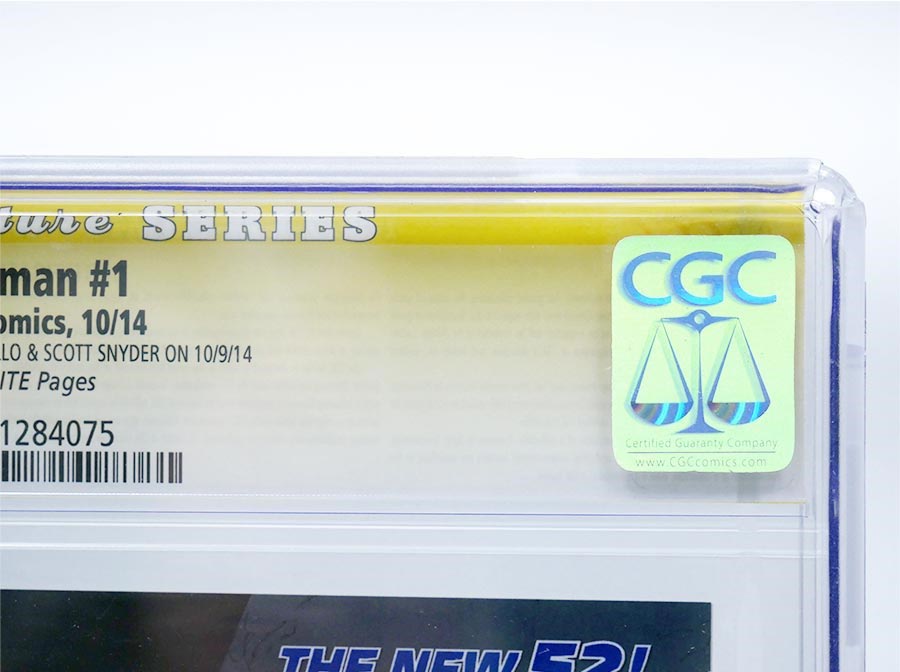 ture SERIES
man #1
omics, 10/14
LO & SCOTT SNYDER ON 10/9/14
ITE Pages
1284075
CGC
Certified Guaranty Company
www.CGCcomics.com
THE NEW 52!